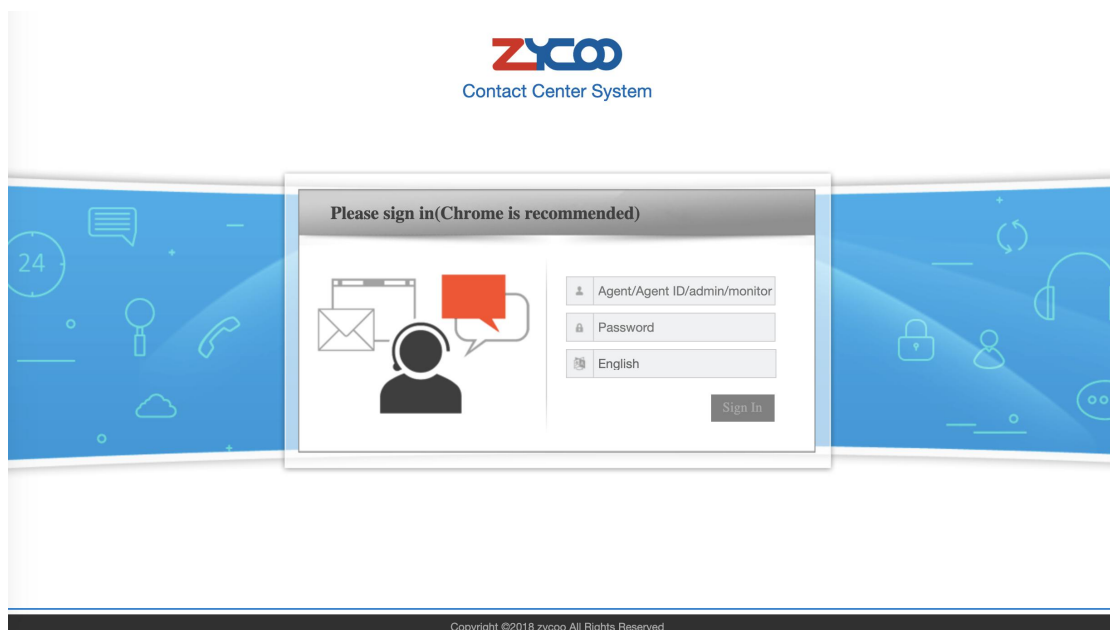 ZYCOO
Contact Center System
Please sign in(Chrome is recommended)
24
Agent/Agent ID/admin/monitor
Password
English
Sign In
Copyright ©2018 zycoo All Rights Reserved